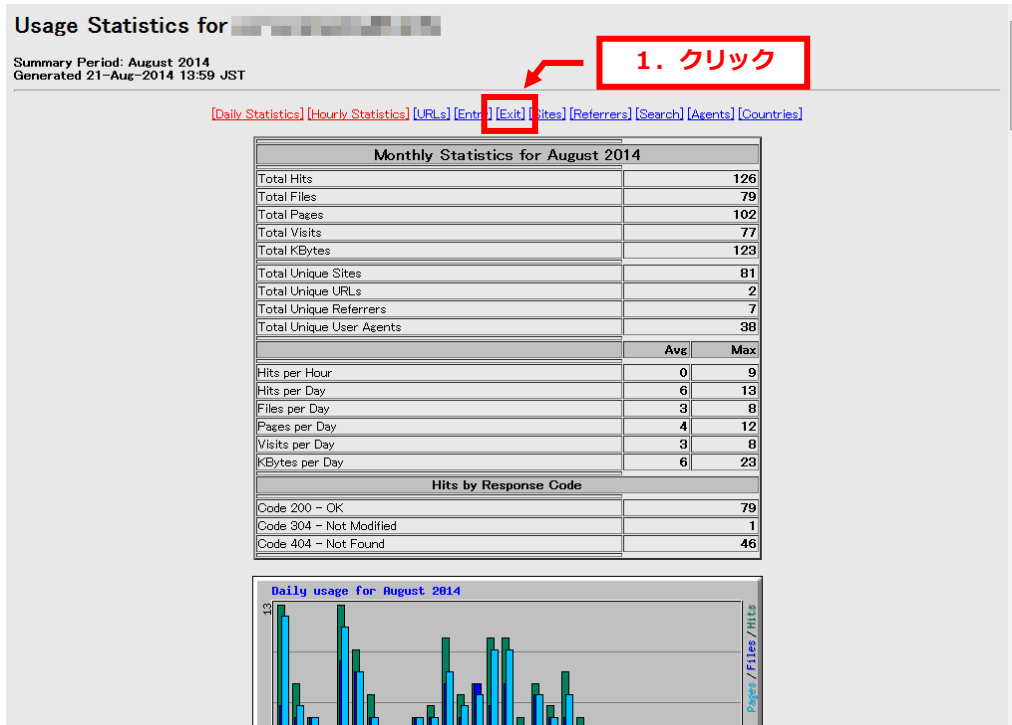 Usage Statistics for
Summary Period: August 2014
Generated 21-Aug-2014 13:59 JST
1．クリック
[Daily Statistics] [Hourly Statistics] [URLs] [Entry] [Exit] [Sites] [Referrers] [Search] [Agents] [Countries]
Monthly Statistics for August 2014
Total Hits 126
Total Files 79
Total Pages 102
Total Visits 77
Total KBytes 123
Total Unique Sites 81
Total Unique URLs 2
Total Unique Referrers 7
Total Unique User Agents 38
Avg Max
Hits per Hour 0 9
Hits per Day 6 13
Files per Day 3 8
Pages per Day 4 12
Visits per Day 3 8
KBytes per Day 6 23
Hits by Response Code
Code 200 - OK 79
Code 304 - Not Modified 1
Code 404 - Not Found 46
Daily usage for August 2014
13
Pages / Files / Hits